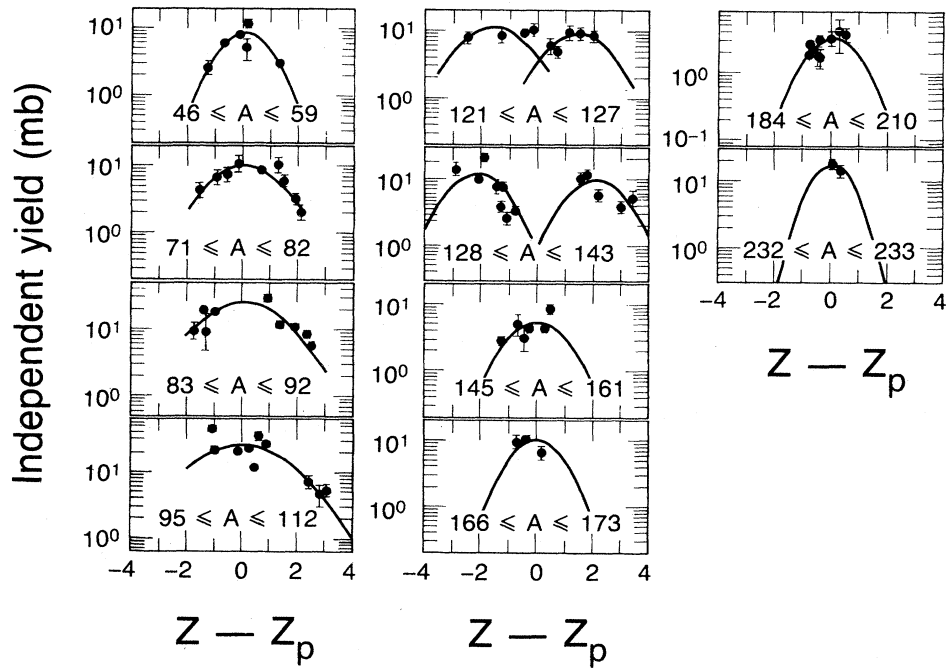 Independent yield (mb)
10¹
10⁰
46 ⩽ A ⩽ 59
10¹
10⁰
71 ⩽ A ⩽ 82
10¹
10⁰
83 ⩽ A ⩽ 92
10¹
10⁰
95 ⩽ A ⩽ 112
−4 −2 0 2 4
Z — Zp
10¹
10⁰
121 ⩽ A ⩽ 127
10¹
10⁰
128 ⩽ A ⩽ 143
10¹
10⁰
145 ⩽ A ⩽ 161
10¹
10⁰
166 ⩽ A ⩽ 173
−4 −2 0 2 4
Z — Zp
10⁰
10⁻¹
184 ⩽ A ⩽ 210
10¹
10⁰
232 ⩽ A ⩽ 233
−4 −2 0 2 4
Z — Zp